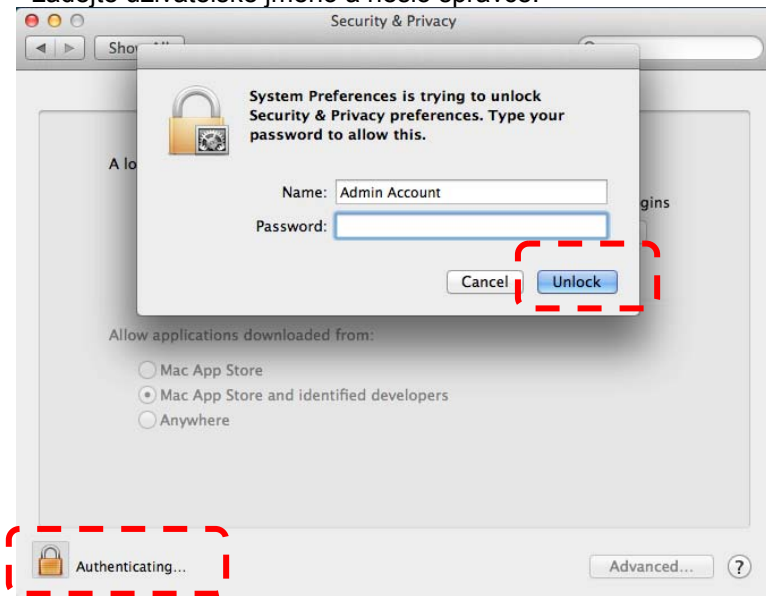 Security & Privacy
System Preferences is trying to unlock
Security & Privacy preferences. Type your
password to allow this.
Name: Admin Account
Password:
Cancel Unlock
Allow applications downloaded from:
Mac App Store
Mac App Store and identified developers
Anywhere
Authenticating...
Advanced... ?